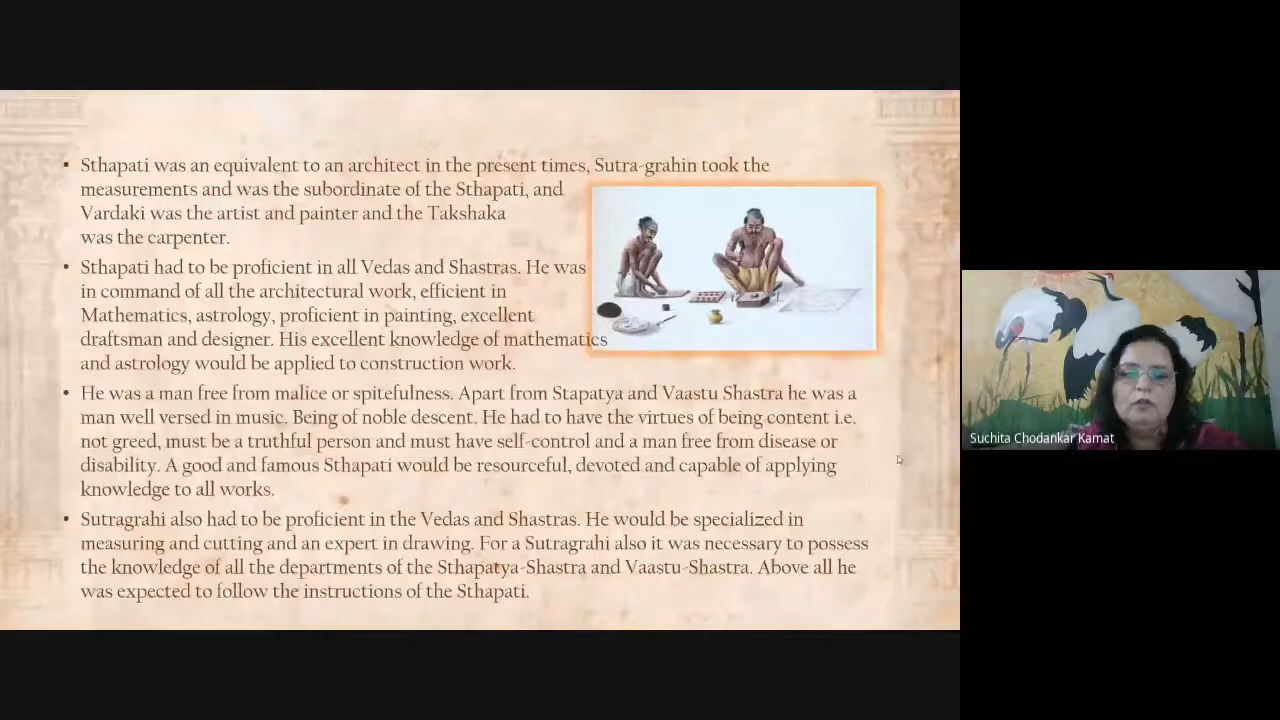 • Sthapati was an equivalent to an architect in the present times, Sutra-grahin took the
measurements and was the subordinate of the Sthapati, and
Vardaki was the artist and painter and the Takshaka
was the carpenter.
• Sthapati had to be proficient in all Vedas and Shastras. He was
in command of all the architectural work, efficient in
Mathematics, astrology, proficient in painting, excellent
draftsman and designer. His excellent knowledge of mathematics
and astrology would be applied to construction work.
• He was a man free from malice or spitefulness. Apart from Stapatya and Vaastu Shastra he was a
man well versed in music. Being of noble descent. He had to have the virtues of being content i.e.
not greed, must be a truthful person and must have self-control and a man free from disease or
disability. A good and famous Sthapati would be resourceful, devoted and capable of applying
knowledge to all works.
• Sutragrahi also had to be proficient in the Vedas and Shastras. He would be specialized in
measuring and cutting and an expert in drawing. For a Sutragrahi also it was necessary to possess
the knowledge of all the departments of the Sthapatya-Shastra and Vaastu-Shastra. Above all he
was expected to follow the instructions of the Sthapati.
Suchita Chodankar Kamat